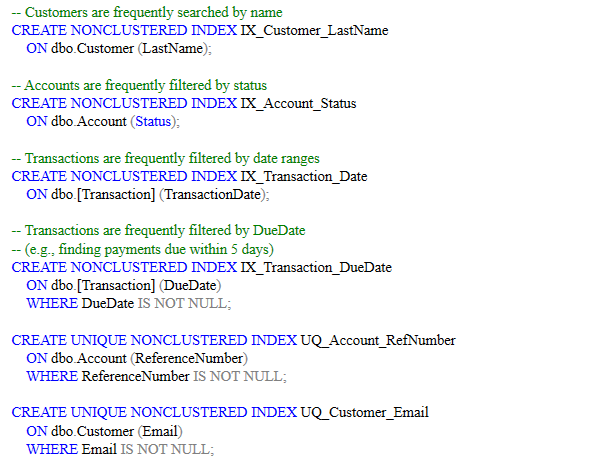 -- Customers are frequently searched by name
CREATE NONCLUSTERED INDEX IX_Customer_LastName
ON dbo.Customer (LastName);
-- Accounts are frequently filtered by status
CREATE NONCLUSTERED INDEX IX_Account_Status
ON dbo.Account (Status);
-- Transactions are frequently filtered by date ranges
CREATE NONCLUSTERED INDEX IX_Transaction_Date
ON dbo.[Transaction] (TransactionDate);
-- Transactions are frequently filtered by DueDate
-- (e.g., finding payments due within 5 days)
CREATE NONCLUSTERED INDEX IX_Transaction_DueDate
ON dbo.[Transaction] (DueDate)
WHERE DueDate IS NOT NULL;
CREATE UNIQUE NONCLUSTERED INDEX UQ_Account_RefNumber
ON dbo.Account (ReferenceNumber)
WHERE ReferenceNumber IS NOT NULL;
CREATE UNIQUE NONCLUSTERED INDEX UQ_Customer_Email
ON dbo.Customer (Email)
WHERE Email IS NOT NULL;